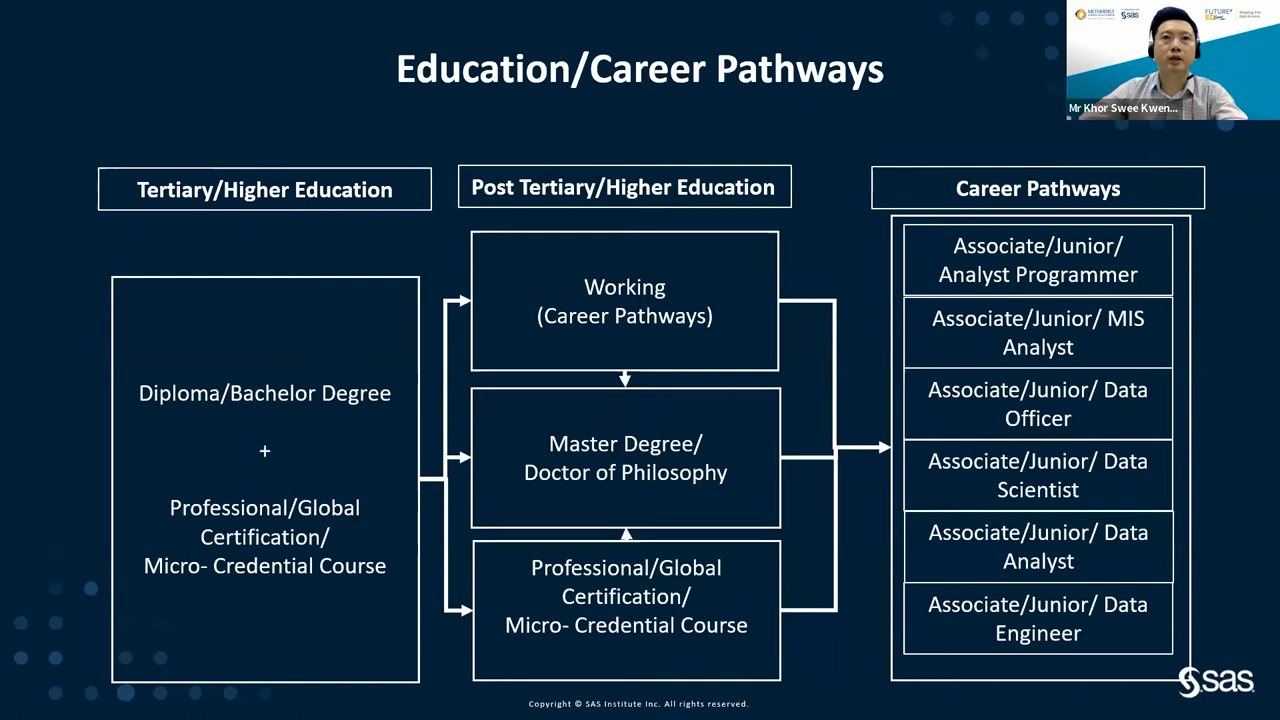 Education/Career Pathways
METHODIST
sas
FUTURE
Mr Khor Swee Kwen...
Tertiary/Higher Education
Post Tertiary/Higher Education
Career Pathways
Diploma/Bachelor Degree
+
Professional/Global
Certification/
Micro- Credential Course
Working
(Career Pathways)
Master Degree/
Doctor of Philosophy
Professional/Global
Certification/
Micro- Credential Course
Associate/Junior/
Analyst Programmer
Associate/Junior/ MIS
Analyst
Associate/Junior/ Data
Officer
Associate/Junior/ Data
Scientist
Associate/Junior/ Data
Analyst
Associate/Junior/ Data
Engineer
sas
Copyright © SAS Institute Inc. All rights reserved.